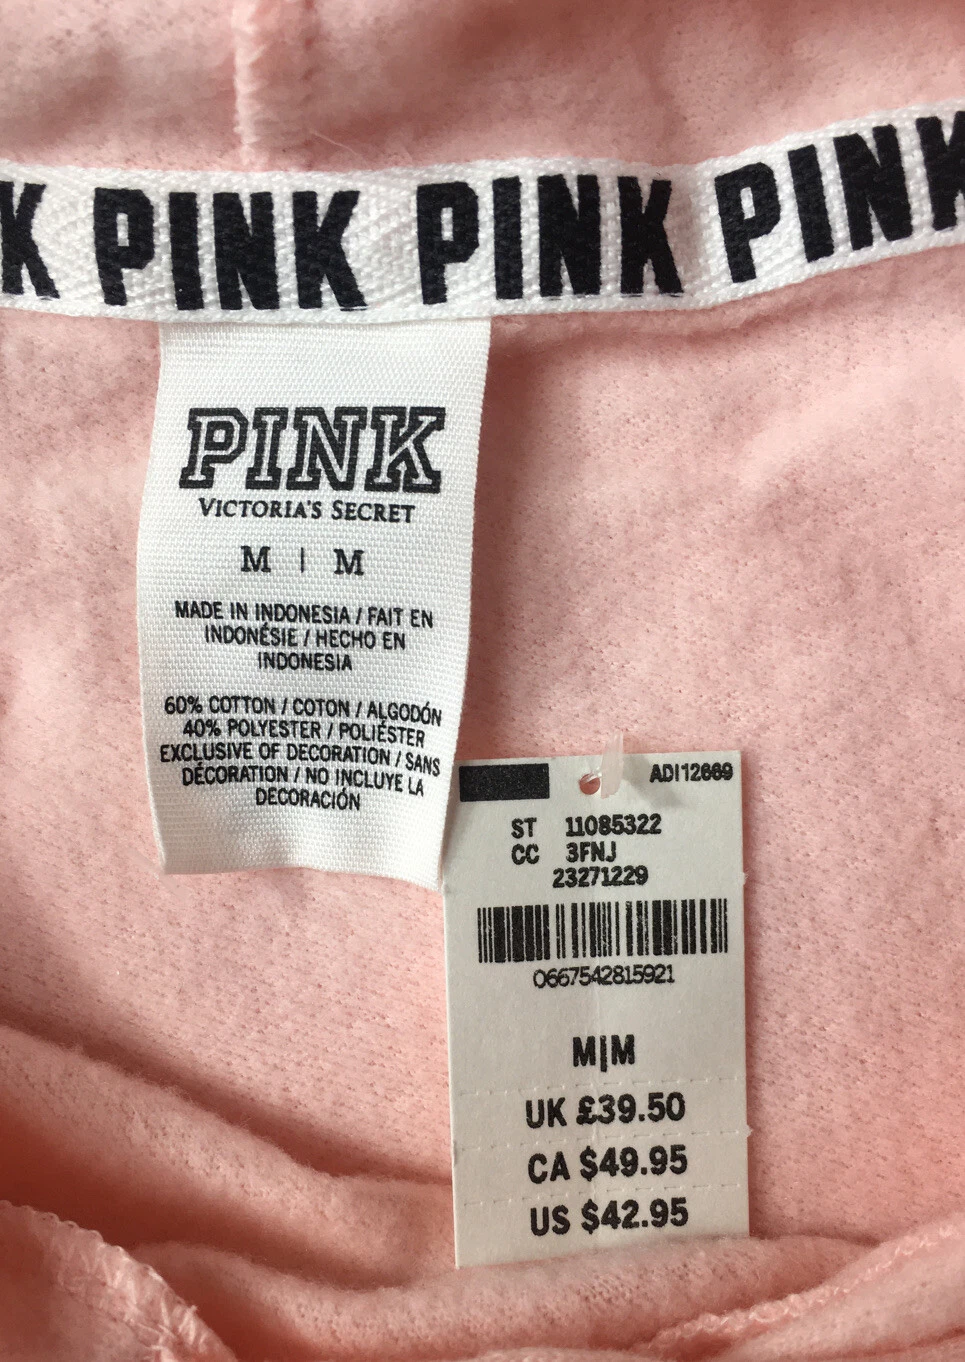 K PINK PINK PINK
PINK
VICTORIA'S SECRET
M | M
MADE IN INDONESIA / FAIT EN
INDONÉSIE / HECHO EN
INDONESIA
60% COTTON / COTON / ALGODÓN
40% POLYESTER / POLIÉSTER
EXCLUSIVE OF DECORATION / SANS
DÉCORATION / NO INCLUYE LA
DECORACIÓN
ADI12669
ST 11085322
CC 3FNJ
23271229
0667542815921
M|M
UK £39.50
CA $49.95
US $42.95